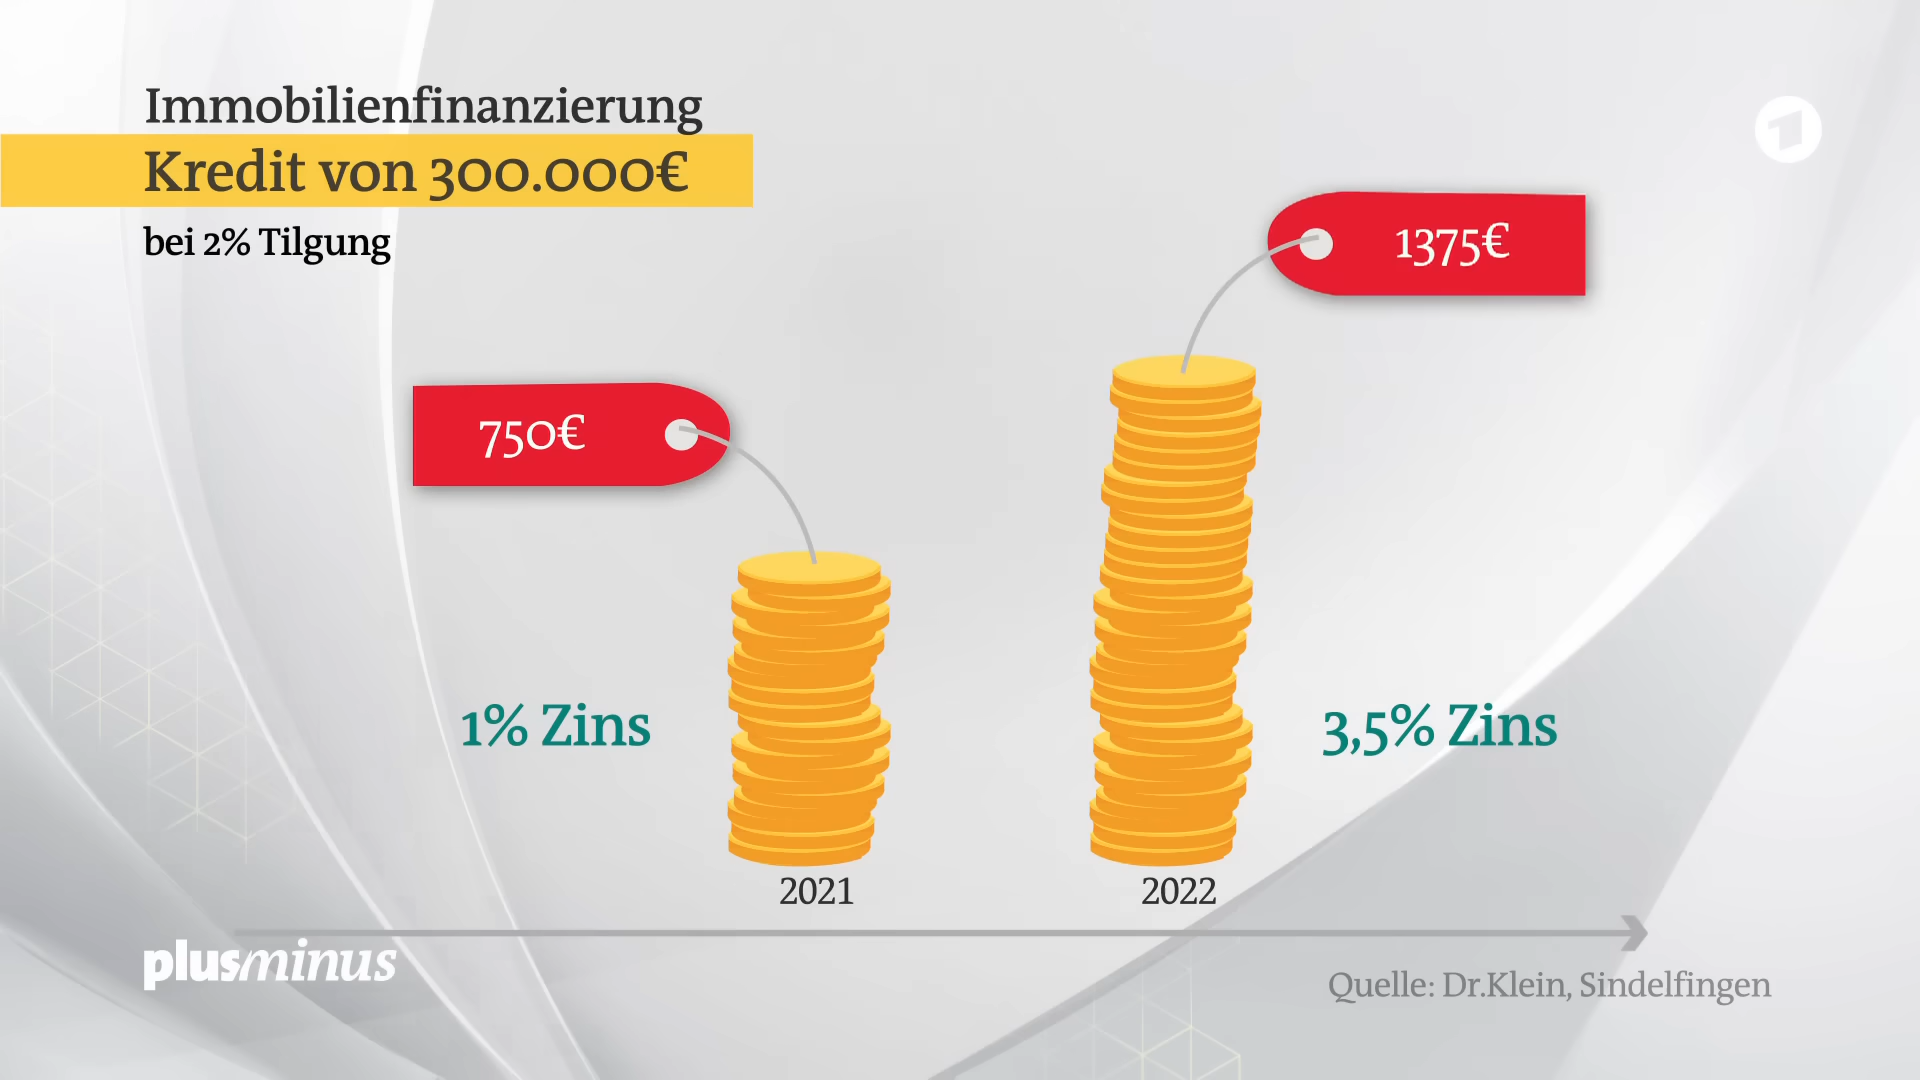 Immobilienfinanzierung
Kredit von 300.000€
bei 2% Tilgung
1375€
750€
1% Zins
3,5% Zins
2021
2022
plusminus
Quelle: Dr.Klein, Sindelfingen